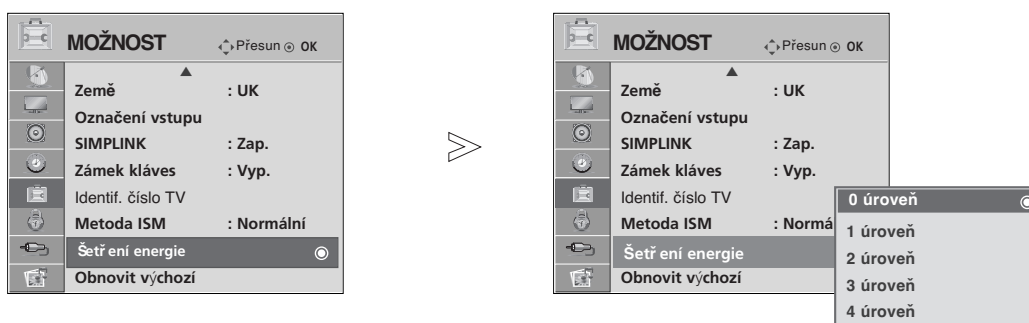 MOŽNOST Přesun OK
Země : UK
Označení vstupu
SIMPLINK : Zap.
Zámek kláves : Vyp.
Identif. číslo TV
Metoda ISM : Normální
Šetř ení energie
Obnovit výchozí
MOŽNOST Přesun OK
Země : UK
Označení vstupu
SIMPLINK : Zap.
Zámek kláves : Vyp.
Identif. číslo TV
Metoda ISM : Normá
Šetř ení energie
Obnovit výchozí
0 úroveň
1 úroveň
2 úroveň
3 úroveň
4 úroveň